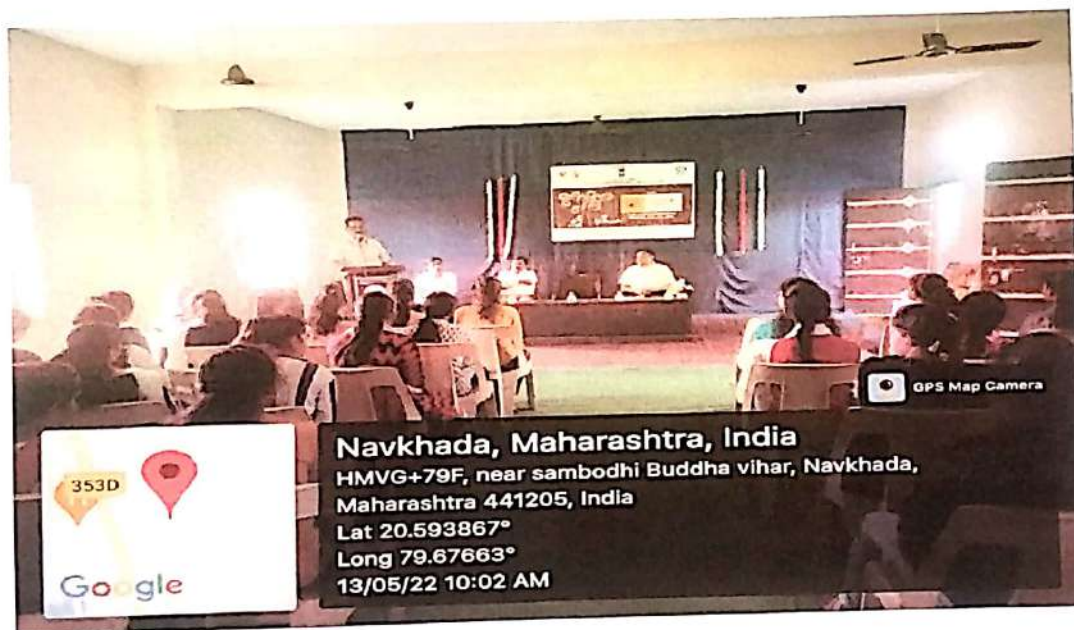 GPS Map Camera
353D
Google
Navkhada, Maharashtra, India
HMVG+79F, near sambodhi Buddha vihar, Navkhada,
Maharashtra 441205, India
Lat 20.593867°
Long 79.67663°
13/05/22 10:02 AM